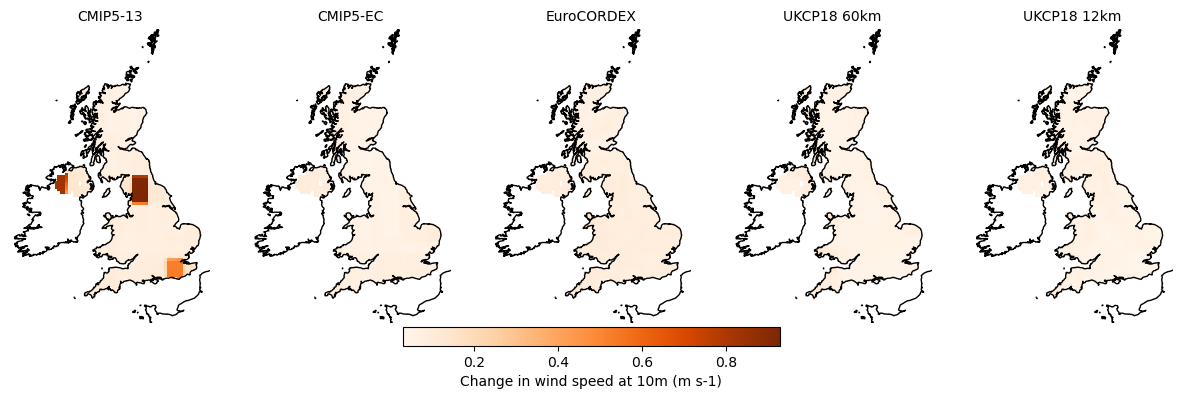 CMIP5-13 CMIP5-EC EuroCORDEX UKCP18 60km UKCP18 12km
0.2 0.4 0.6 0.8
Change in wind speed at 10m (m s-1)